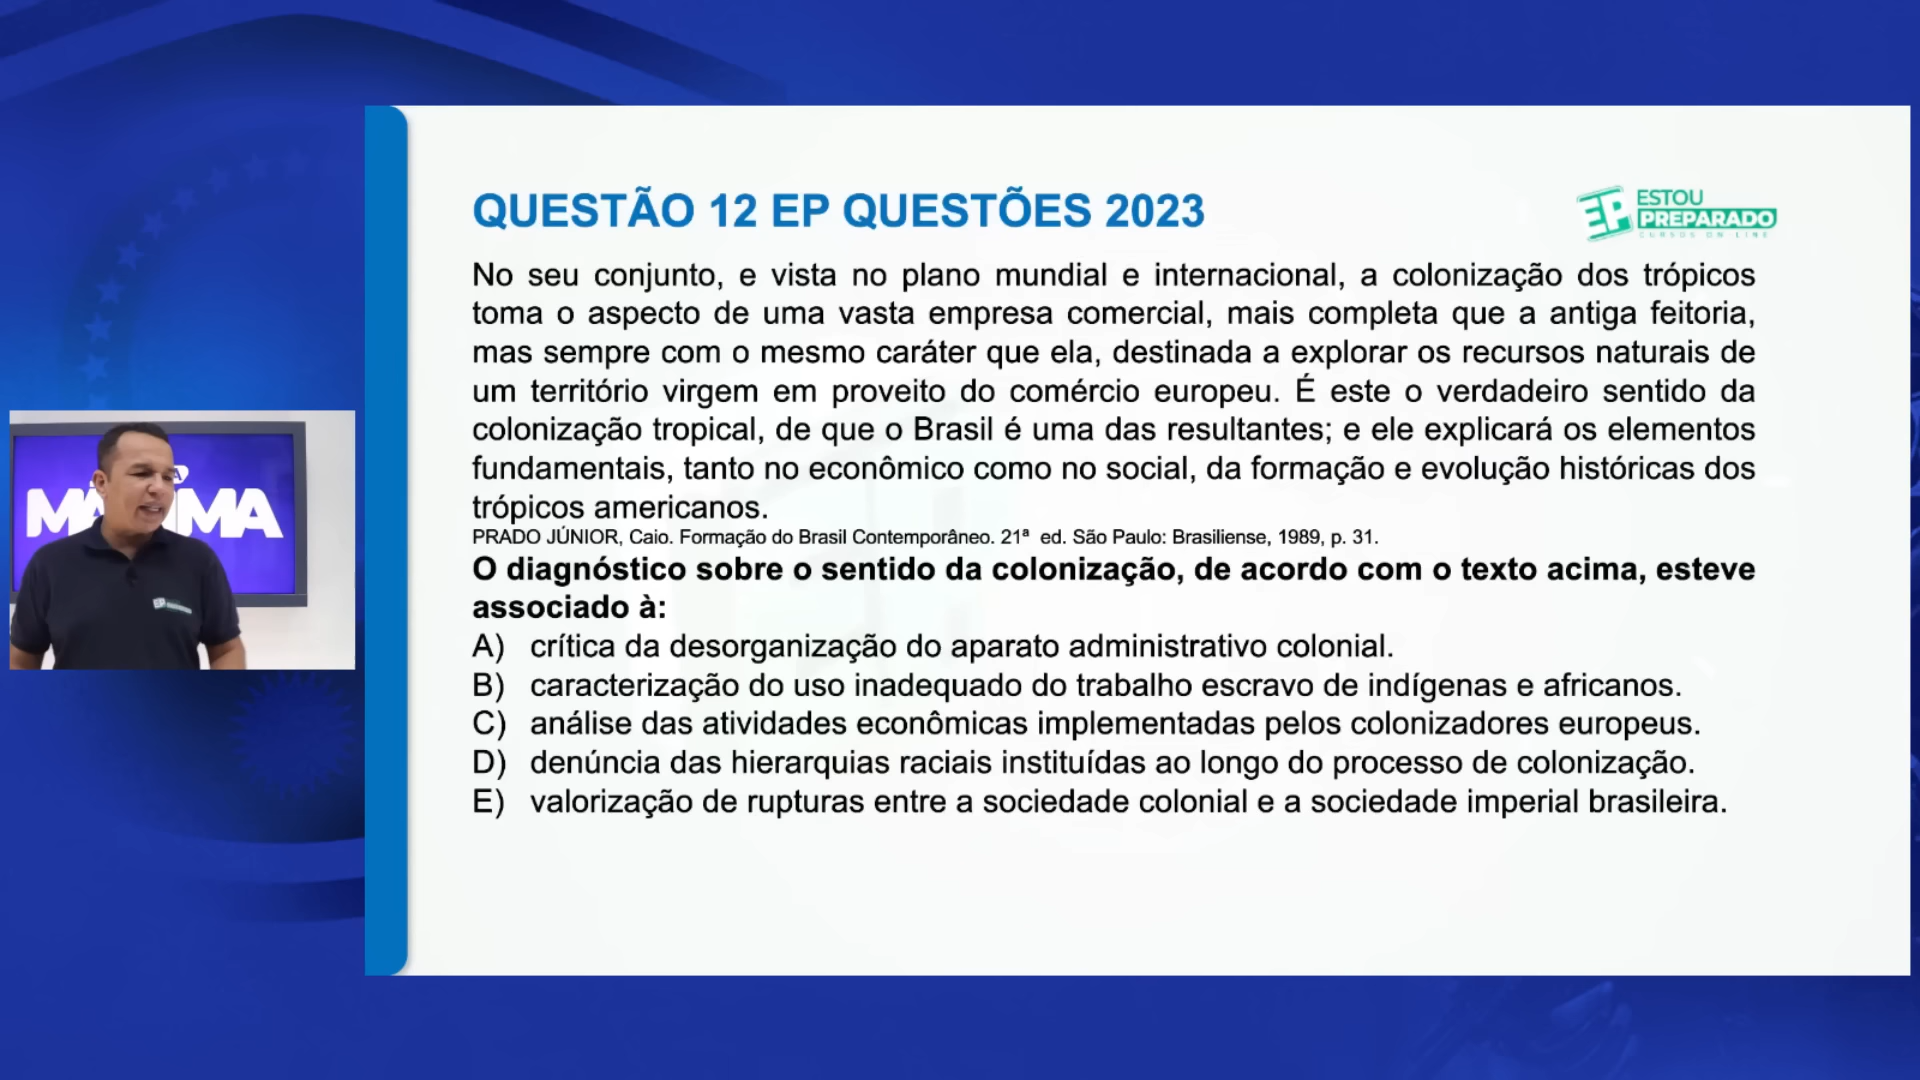 QUESTÃO 12 EP QUESTÕES 2023
EP ESTOU
PREPARADO
CURSOS ON LINE
No seu conjunto, e vista no plano mundial e internacional, a colonização dos trópicos
toma o aspecto de uma vasta empresa comercial, mais completa que a antiga feitoria,
mas sempre com o mesmo caráter que ela, destinada a explorar os recursos naturais de
um território virgem em proveito do comércio europeu. É este o verdadeiro sentido da
colonização tropical, de que o Brasil é uma das resultantes; e ele explicará os elementos
fundamentais, tanto no econômico como no social, da formação e evolução históricas dos
trópicos americanos.
PRADO JÚNIOR, Caio. Formação do Brasil Contemporâneo. 21ª ed. São Paulo: Brasiliense, 1989, p. 31.
O diagnóstico sobre o sentido da colonização, de acordo com o texto acima, esteve
associado à:
A) crítica da desorganização do aparato administrativo colonial.
B) caracterização do uso inadequado do trabalho escravo de indígenas e africanos.
C) análise das atividades econômicas implementadas pelos colonizadores europeus.
D) denúncia das hierarquias raciais instituídas ao longo do processo de colonização.
E) valorização de rupturas entre a sociedade colonial e a sociedade imperial brasileira.